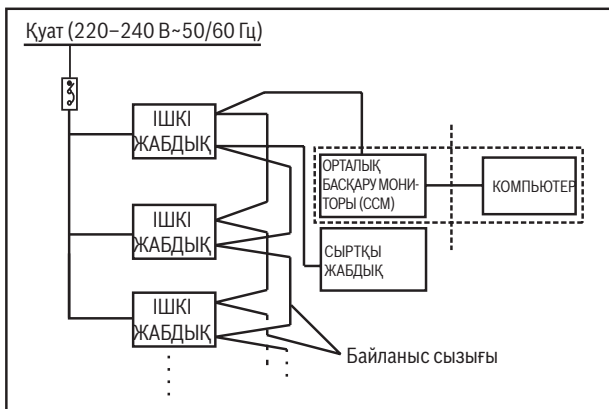 Қуат (220–240 В~50/60 Гц)
ІШКІ
ЖАБДЫҚ
ІШКІ
ЖАБДЫҚ
ІШКІ
ЖАБДЫҚ
ОРТАЛЫҚ
БАСҚАРУ МОНИ-
ТОРЫ (ССМ)
КОМПЬЮТЕР
СЫРТҚЫ
ЖАБДЫҚ
Байланыс сызығы